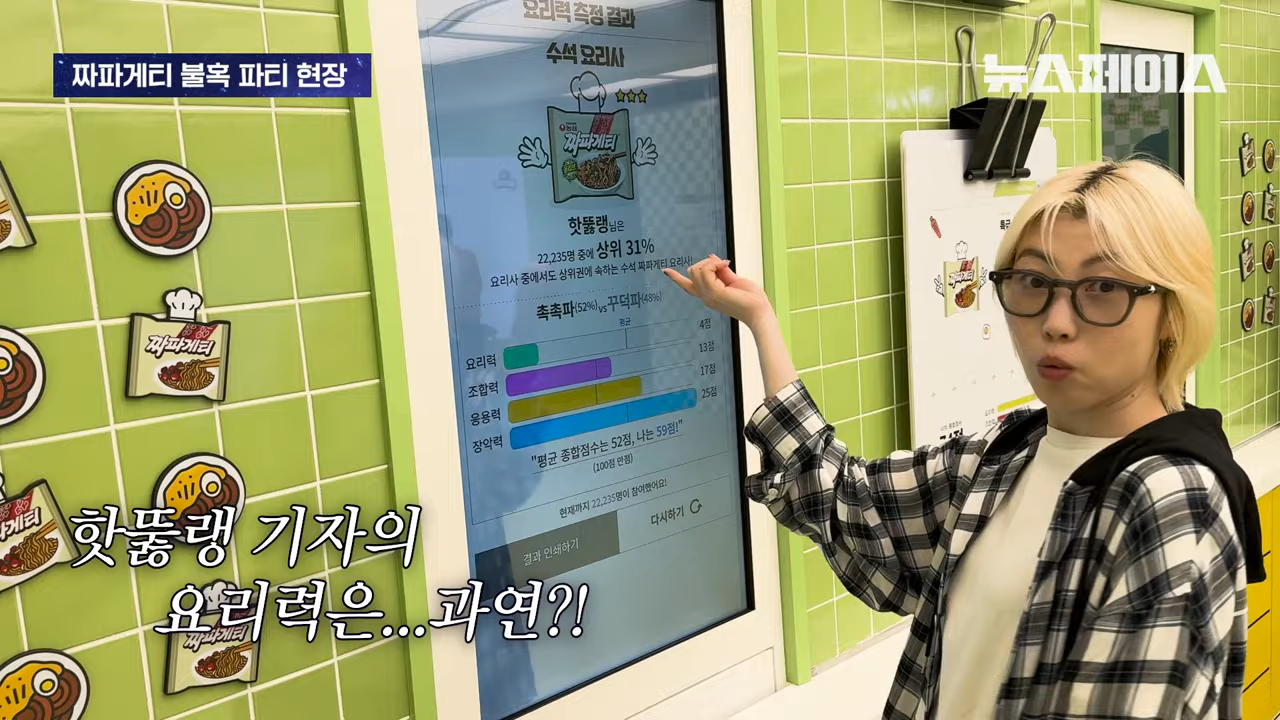 짜파게티 불혹 파티 현장
뉴스페이스
요리력 측정 결과
수석 요리사
농심
짜파게티
핫뚫랭님은
22,235명 중에 상위 31%
요리사 중에서도 상위권에 속하는 수석 짜파게티 요리사!
촉촉파(52%) vs 꾸덕파(48%)
평균
요리력 4점
조합력 13점
응용력 17점
장악력 25점
"평균 종합점수는 52점, 나는 59점!"
(100점 만점)
현재까지 22,235명이 참여했어요!
결과 인쇄하기
다시하기
짜파게티
짜파게티
짜파게티
짜파게티
핫뚫랭 기자의
요리력은...과연?!